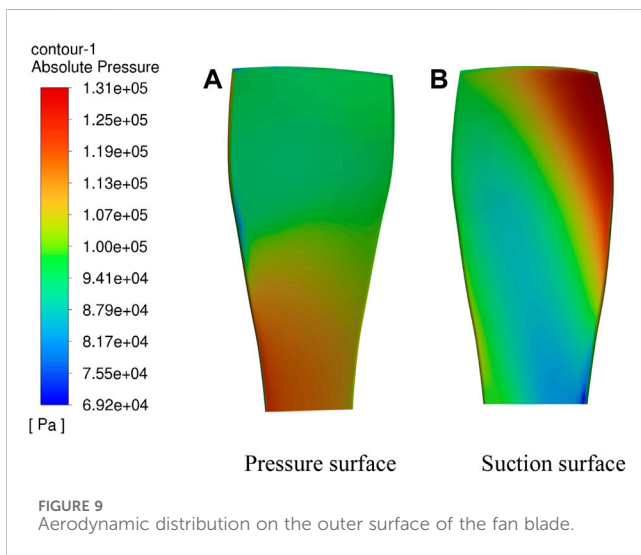 contour-1
Absolute Pressure
1.31e+05
1.25e+05
1.19e+05
1.13e+05
1.07e+05
1.00e+05
9.41e+04
8.79e+04
8.17e+04
7.55e+04
6.92e+04
[ Pa ]
A
B
Pressure surface
Suction surface
FIGURE 9
Aerodynamic distribution on the outer surface of the fan blade.